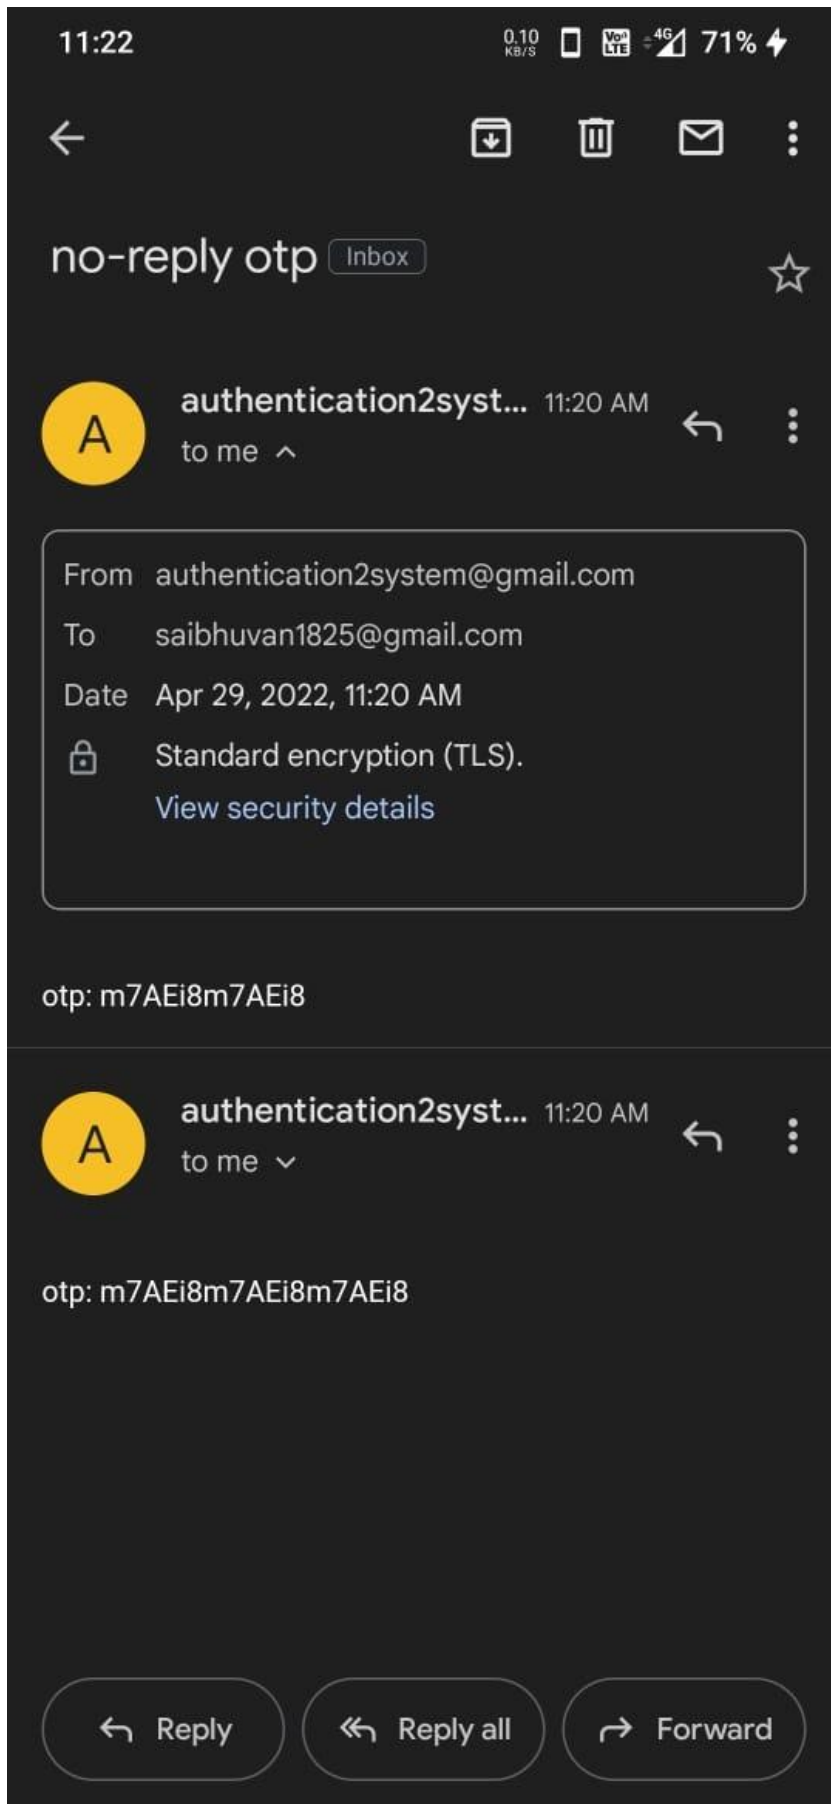 11:22
0.10 KB/S
VoD LTE
4G
71%
no-reply otp Inbox
A
authentication2syst... 11:20 AM
to me
From authentication2system@gmail.com
To saibhuvan1825@gmail.com
Date Apr 29, 2022, 11:20 AM
Standard encryption (TLS).
View security details
otp: m7AEi8m7AEi8
A
authentication2syst... 11:20 AM
to me
otp: m7AEi8m7AEi8m7AEi8
Reply
Reply all
Forward